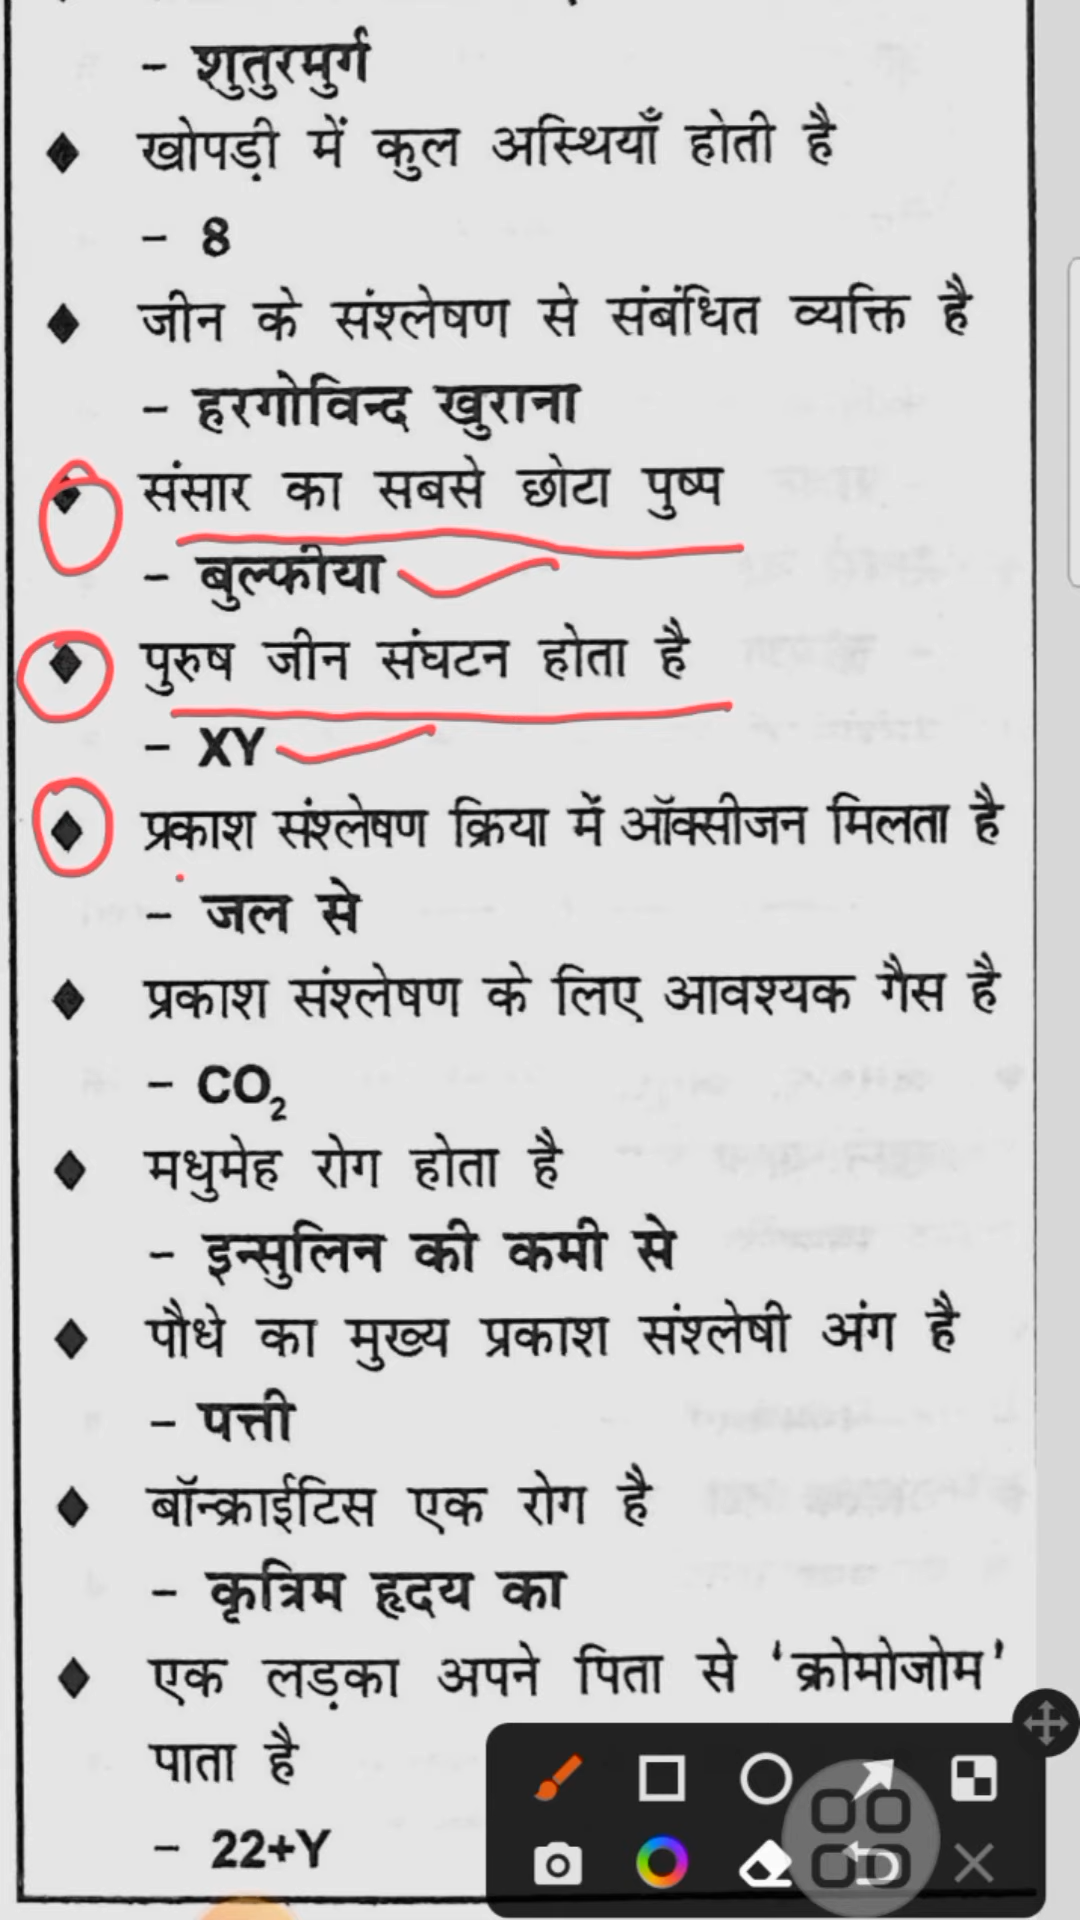 - शुतुरमुर्ग
◆ खोपड़ी में कुल अस्थियाँ होती है
- 8
◆ जीन के संश्लेषण से संबंधित व्यक्ति है
- हरगोविन्द खुराना
◆ संसार का सबसे छोटा पुष्प
- बुल्फीया
◆ पुरुष जीन संघटन होता है
- XY
◆ प्रकाश संश्लेषण क्रिया में ऑक्सीजन मिलता है
- जल से
◆ प्रकाश संश्लेषण के लिए आवश्यक गैस है
- CO₂
◆ मधुमेह रोग होता है
- इन्सुलिन की कमी से
◆ पौधे का मुख्य प्रकाश संश्लेषी अंग है
- पत्ती
◆ बॉन्क्राईटिस एक रोग है
- कृत्रिम हृदय का
◆ एक लड़का अपने पिता से 'क्रोमोजोम'
पाता है
- 22+Y